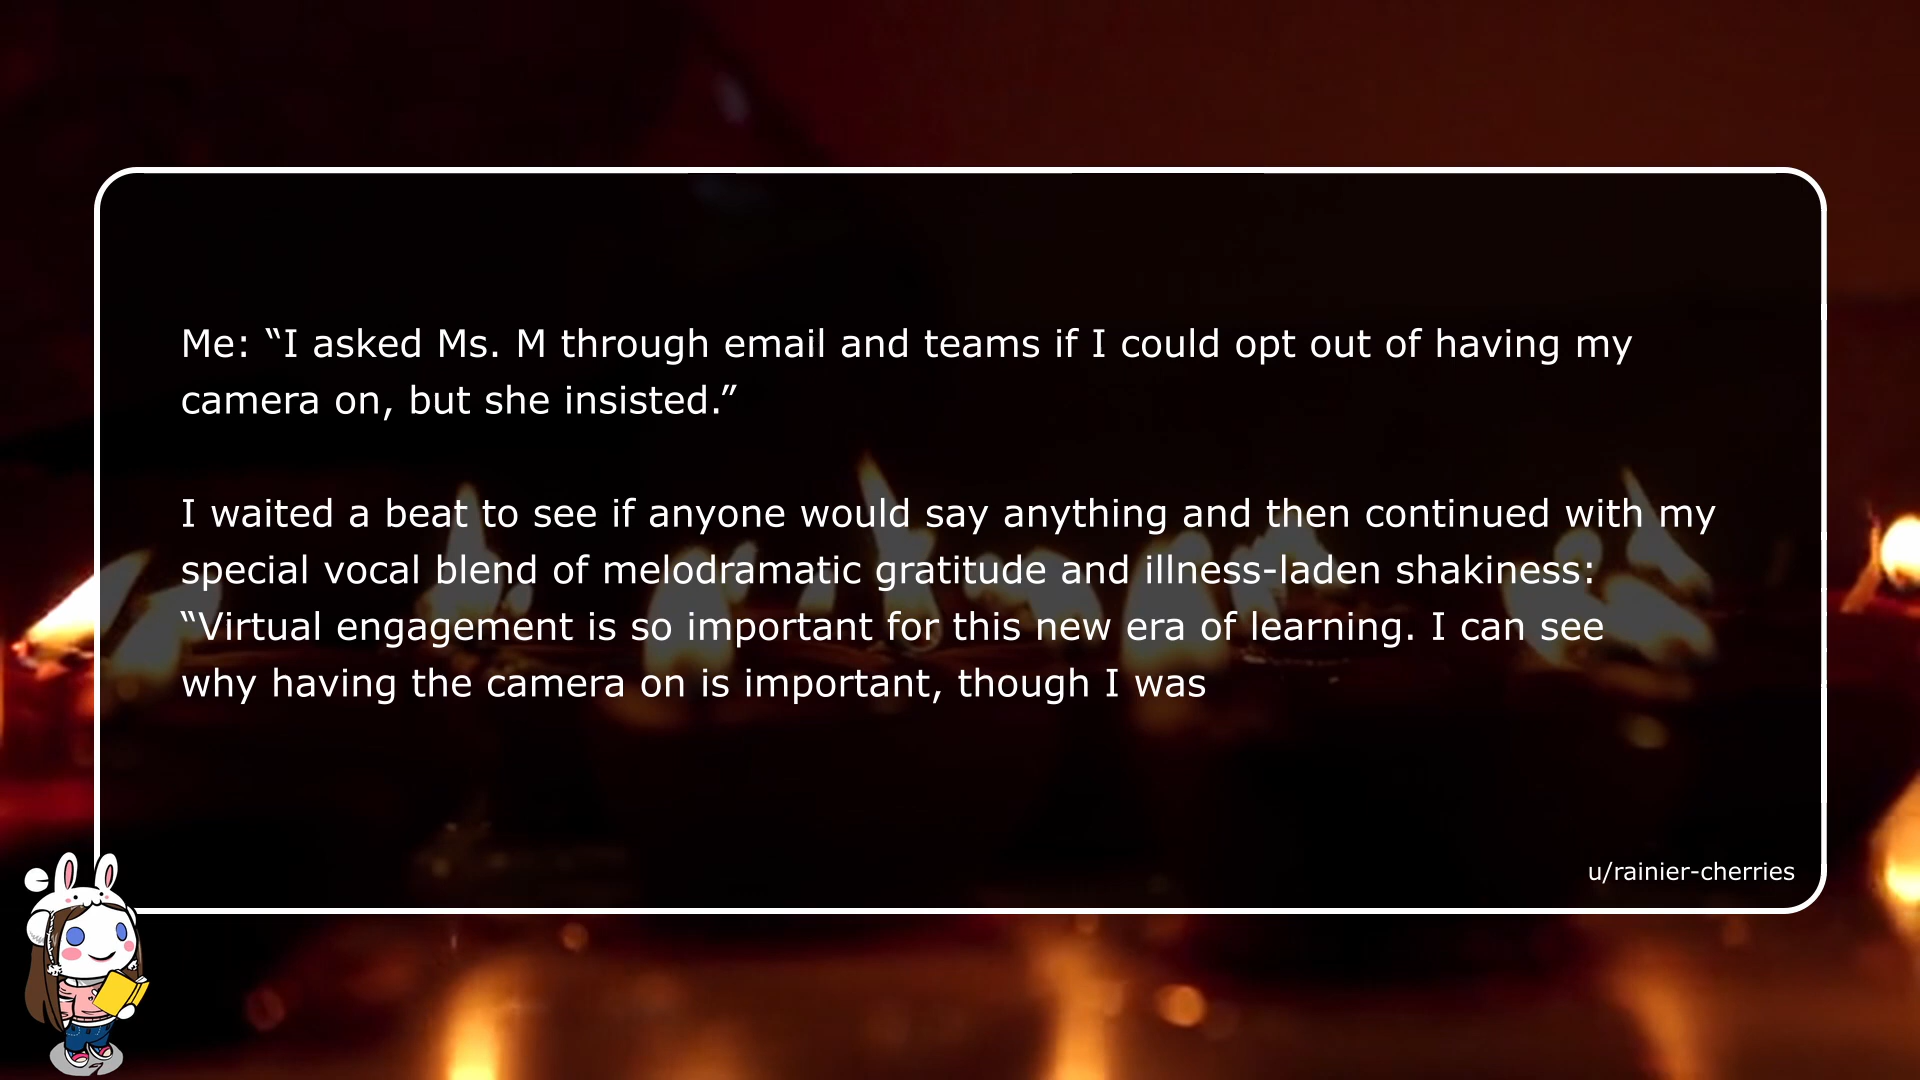 Me: “I asked Ms. M through email and teams if I could opt out of having my
camera on, but she insisted.”
I waited a beat to see if anyone would say anything and then continued with my
special vocal blend of melodramatic gratitude and illness-laden shakiness:
“Virtual engagement is so important for this new era of learning. I can see
why having the camera on is important, though I was
u/rainier-cherries